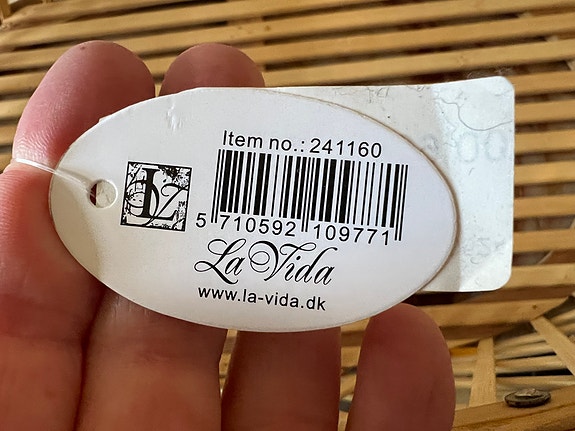 Item no.: 241160
5 710592 109771
La Vida
www.la-vida.dk